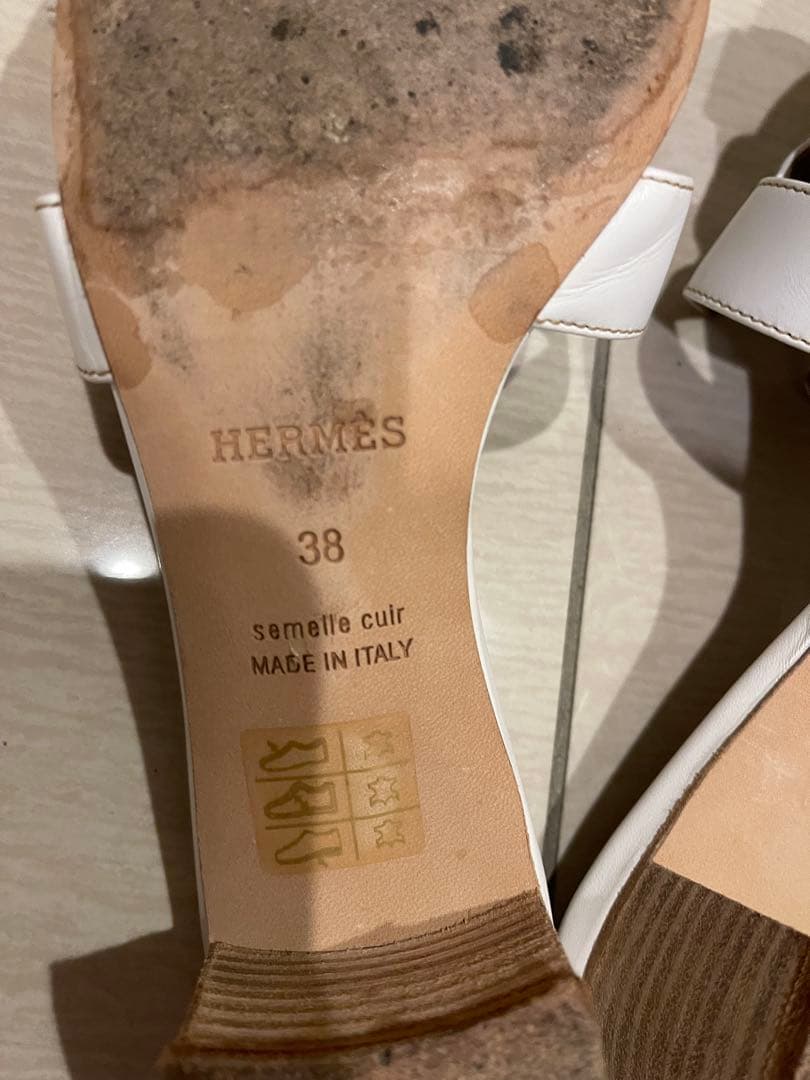 HERMÈS
38
semelle cuir
MADE IN ITALY